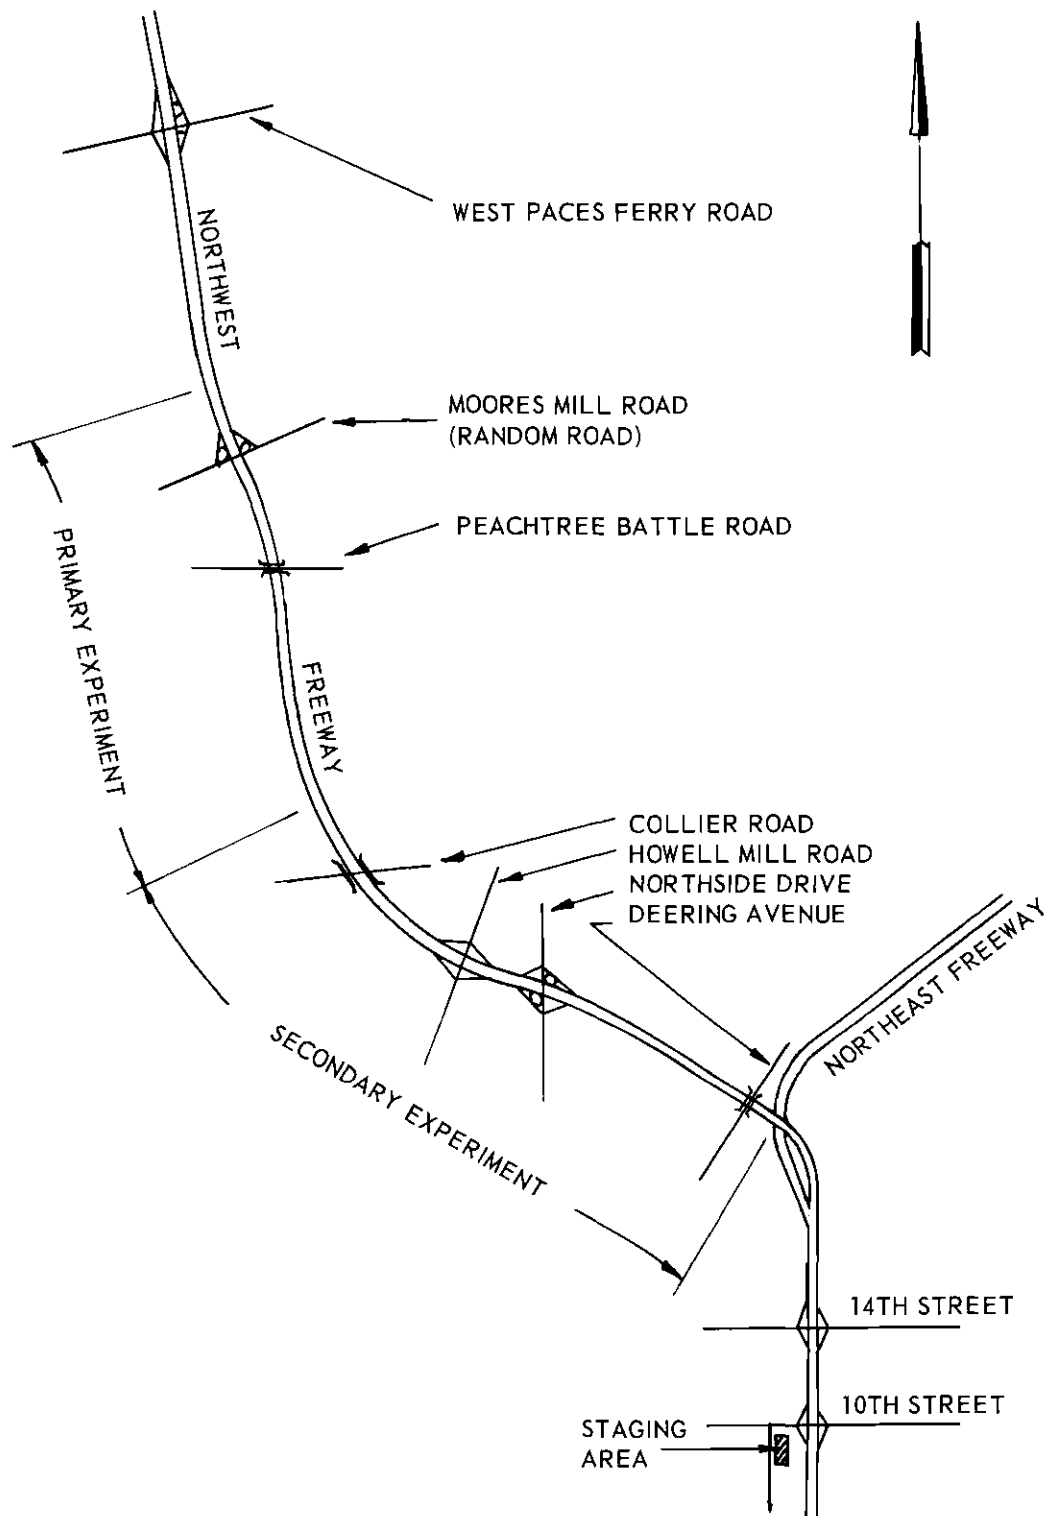 WEST PACES FERRY ROAD
NORTHWEST
MOORES MILL ROAD
(RANDOM ROAD)
PEACHTREE BATTLE ROAD
PRIMARY EXPERIMENT
FREEWAY
COLLIER ROAD
HOWELL MILL ROAD
NORTHSIDE DRIVE
DEERING AVENUE
NORTHEAST FREEWAY
SECONDARY EXPERIMENT
14TH STREET
10TH STREET
STAGING
AREA